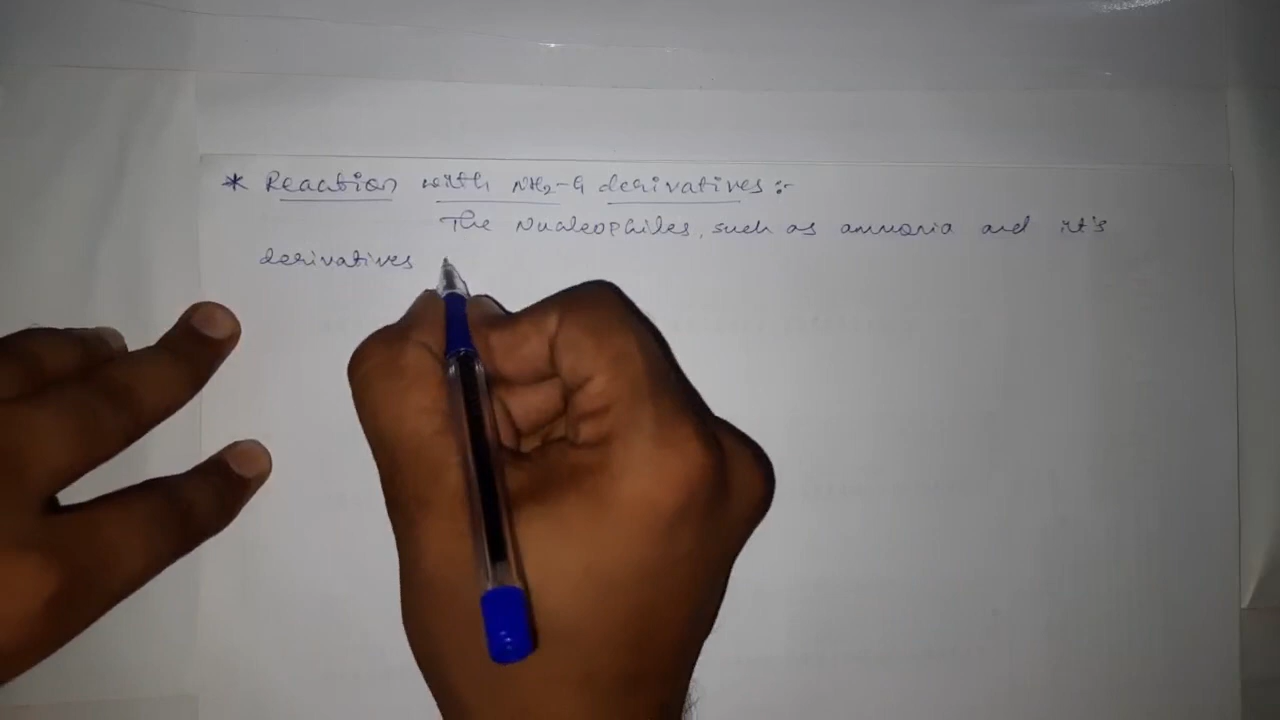 * Reaction with NH₂-G derivatives :-
The Nucleophiles, such as ammonia and it's
derivatives